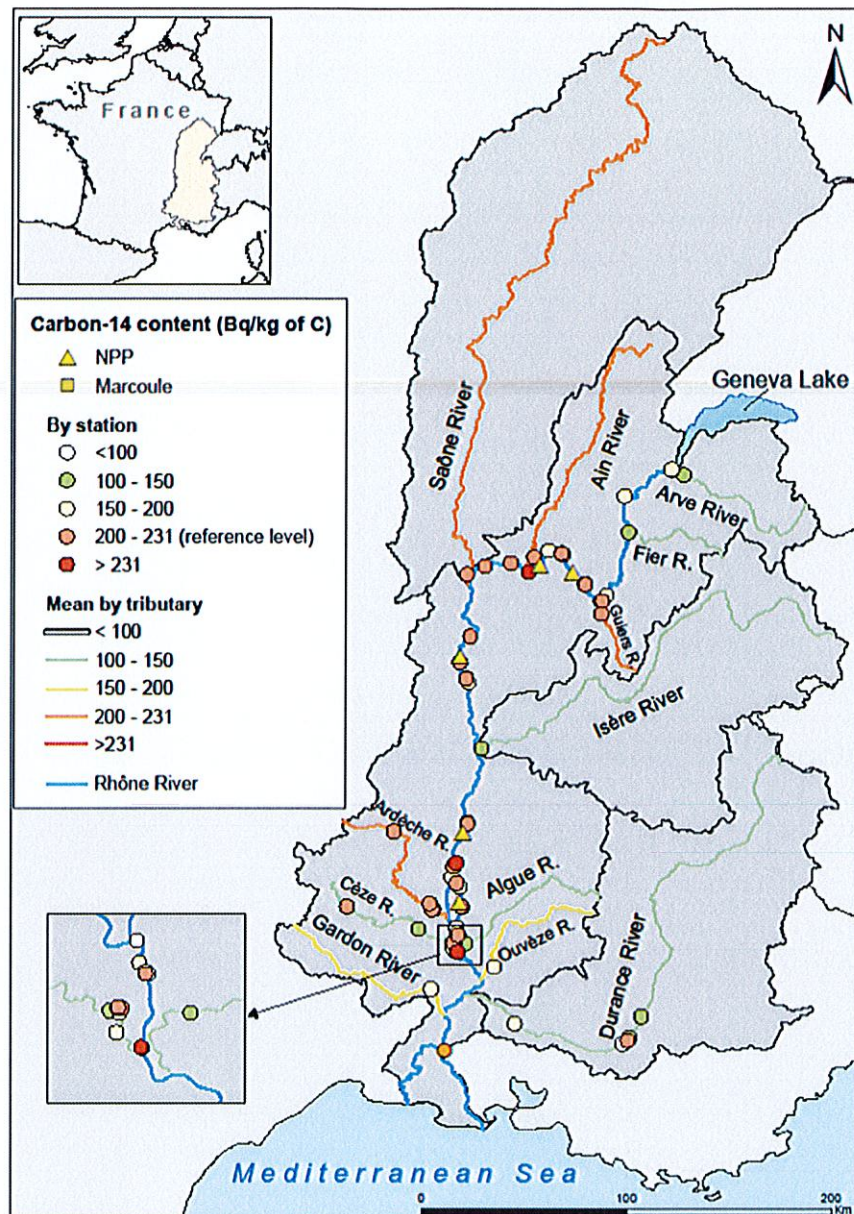 France
N
Carbon-14 content (Bq/kg of C)
NPP
Marcoule
By station
<100
100 - 150
150 - 200
200 - 231 (reference level)
> 231
Mean by tributary
< 100
100 - 150
150 - 200
200 - 231
>231
Rhône River
Geneva Lake
Saône River
Ain River
Arve River
Fier R.
Guiers R.
Isère River
Ardèche R.
Cèze R.
Algue R.
Gardon River
Ouvèze R.
Durance River
Mediterranean Sea
0 100 200
Km